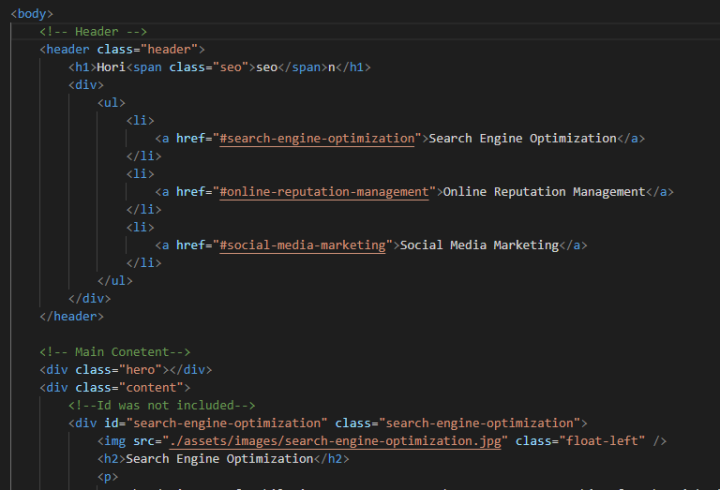 <body>
<!-- Header -->
<header class="header">
<h1>Hori<span class="seo">seo</span>n</h1>
<div>
<ul>
<li>
<a href="#search-engine-optimization">Search Engine Optimization</a>
</li>
<li>
<a href="#online-reputation-management">Online Reputation Management</a>
</li>
<li>
<a href="#social-media-marketing">Social Media Marketing</a>
</li>
</ul>
</div>
</header>
<!-- Main Conetent-->
<div class="hero"></div>
<div class="content">
<!--Id was not included-->
<div id="search-engine-optimization" class="search-engine-optimization">
<img src="./assets/images/search-engine-optimization.jpg" class="float-left" />
<h2>Search Engine Optimization</h2>
<p>